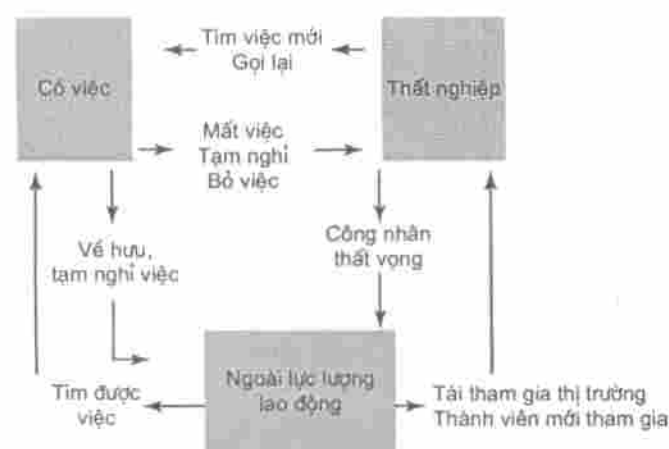 Tìm việc mới
Gọi lại
Có việc
Thất nghiệp
Mất việc
Tạm nghỉ
Bỏ việc
Về hưu,
tạm nghỉ việc
Công nhân
thất vọng
Ngoài lực lượng
lao động
Tìm được
việc
Tái tham gia thị trường
Thành viên mới tham gia